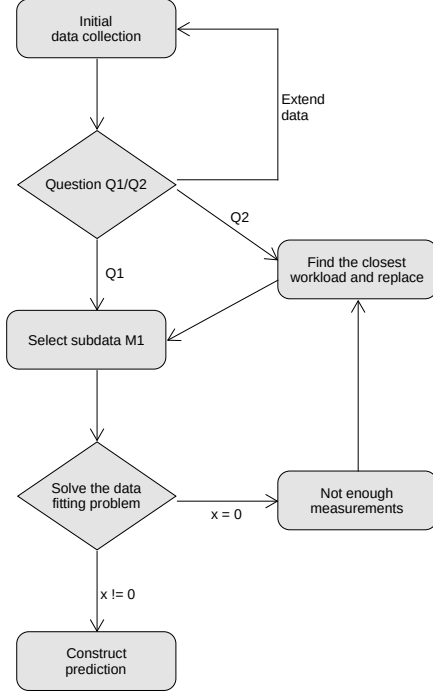 Initial
data collection
Extend
data
Question Q1/Q2
Q2
Find the closest
workload and replace
Q1
Select subdata M1
Solve the data
fitting problem
Not enough
measurements
x = 0
x != 0
Construct
prediction